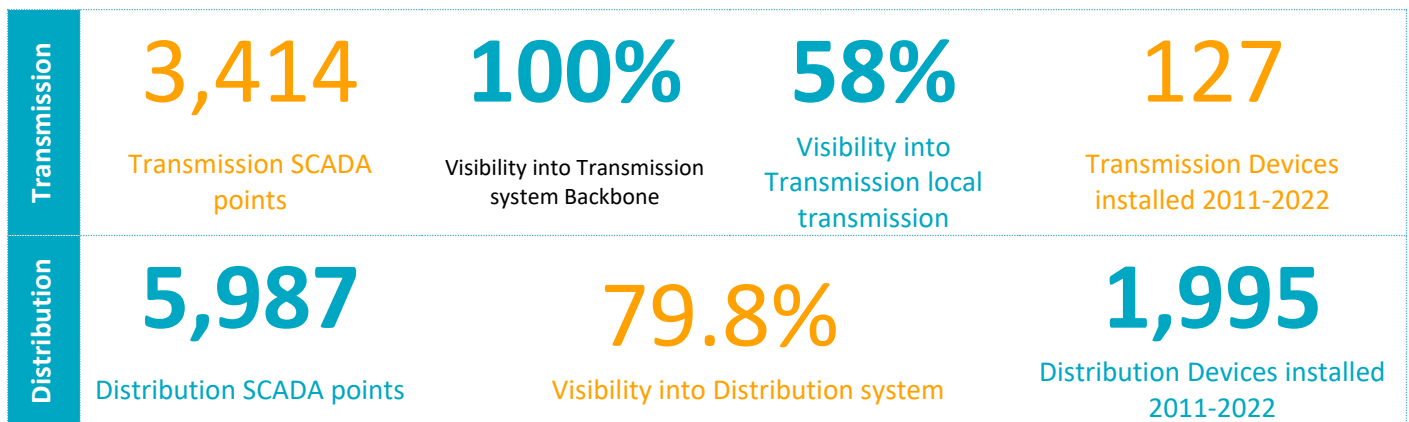 Transmission
3,414
Transmission SCADA
points
100%
Visibility into Transmission
system Backbone
58%
Visibility into
Transmission local
transmission
127
Transmission Devices
installed 2011-2022
Distribution
5,987
Distribution SCADA points
79.8%
Visibility into Distribution system
1,995
Distribution Devices installed
2011-2022